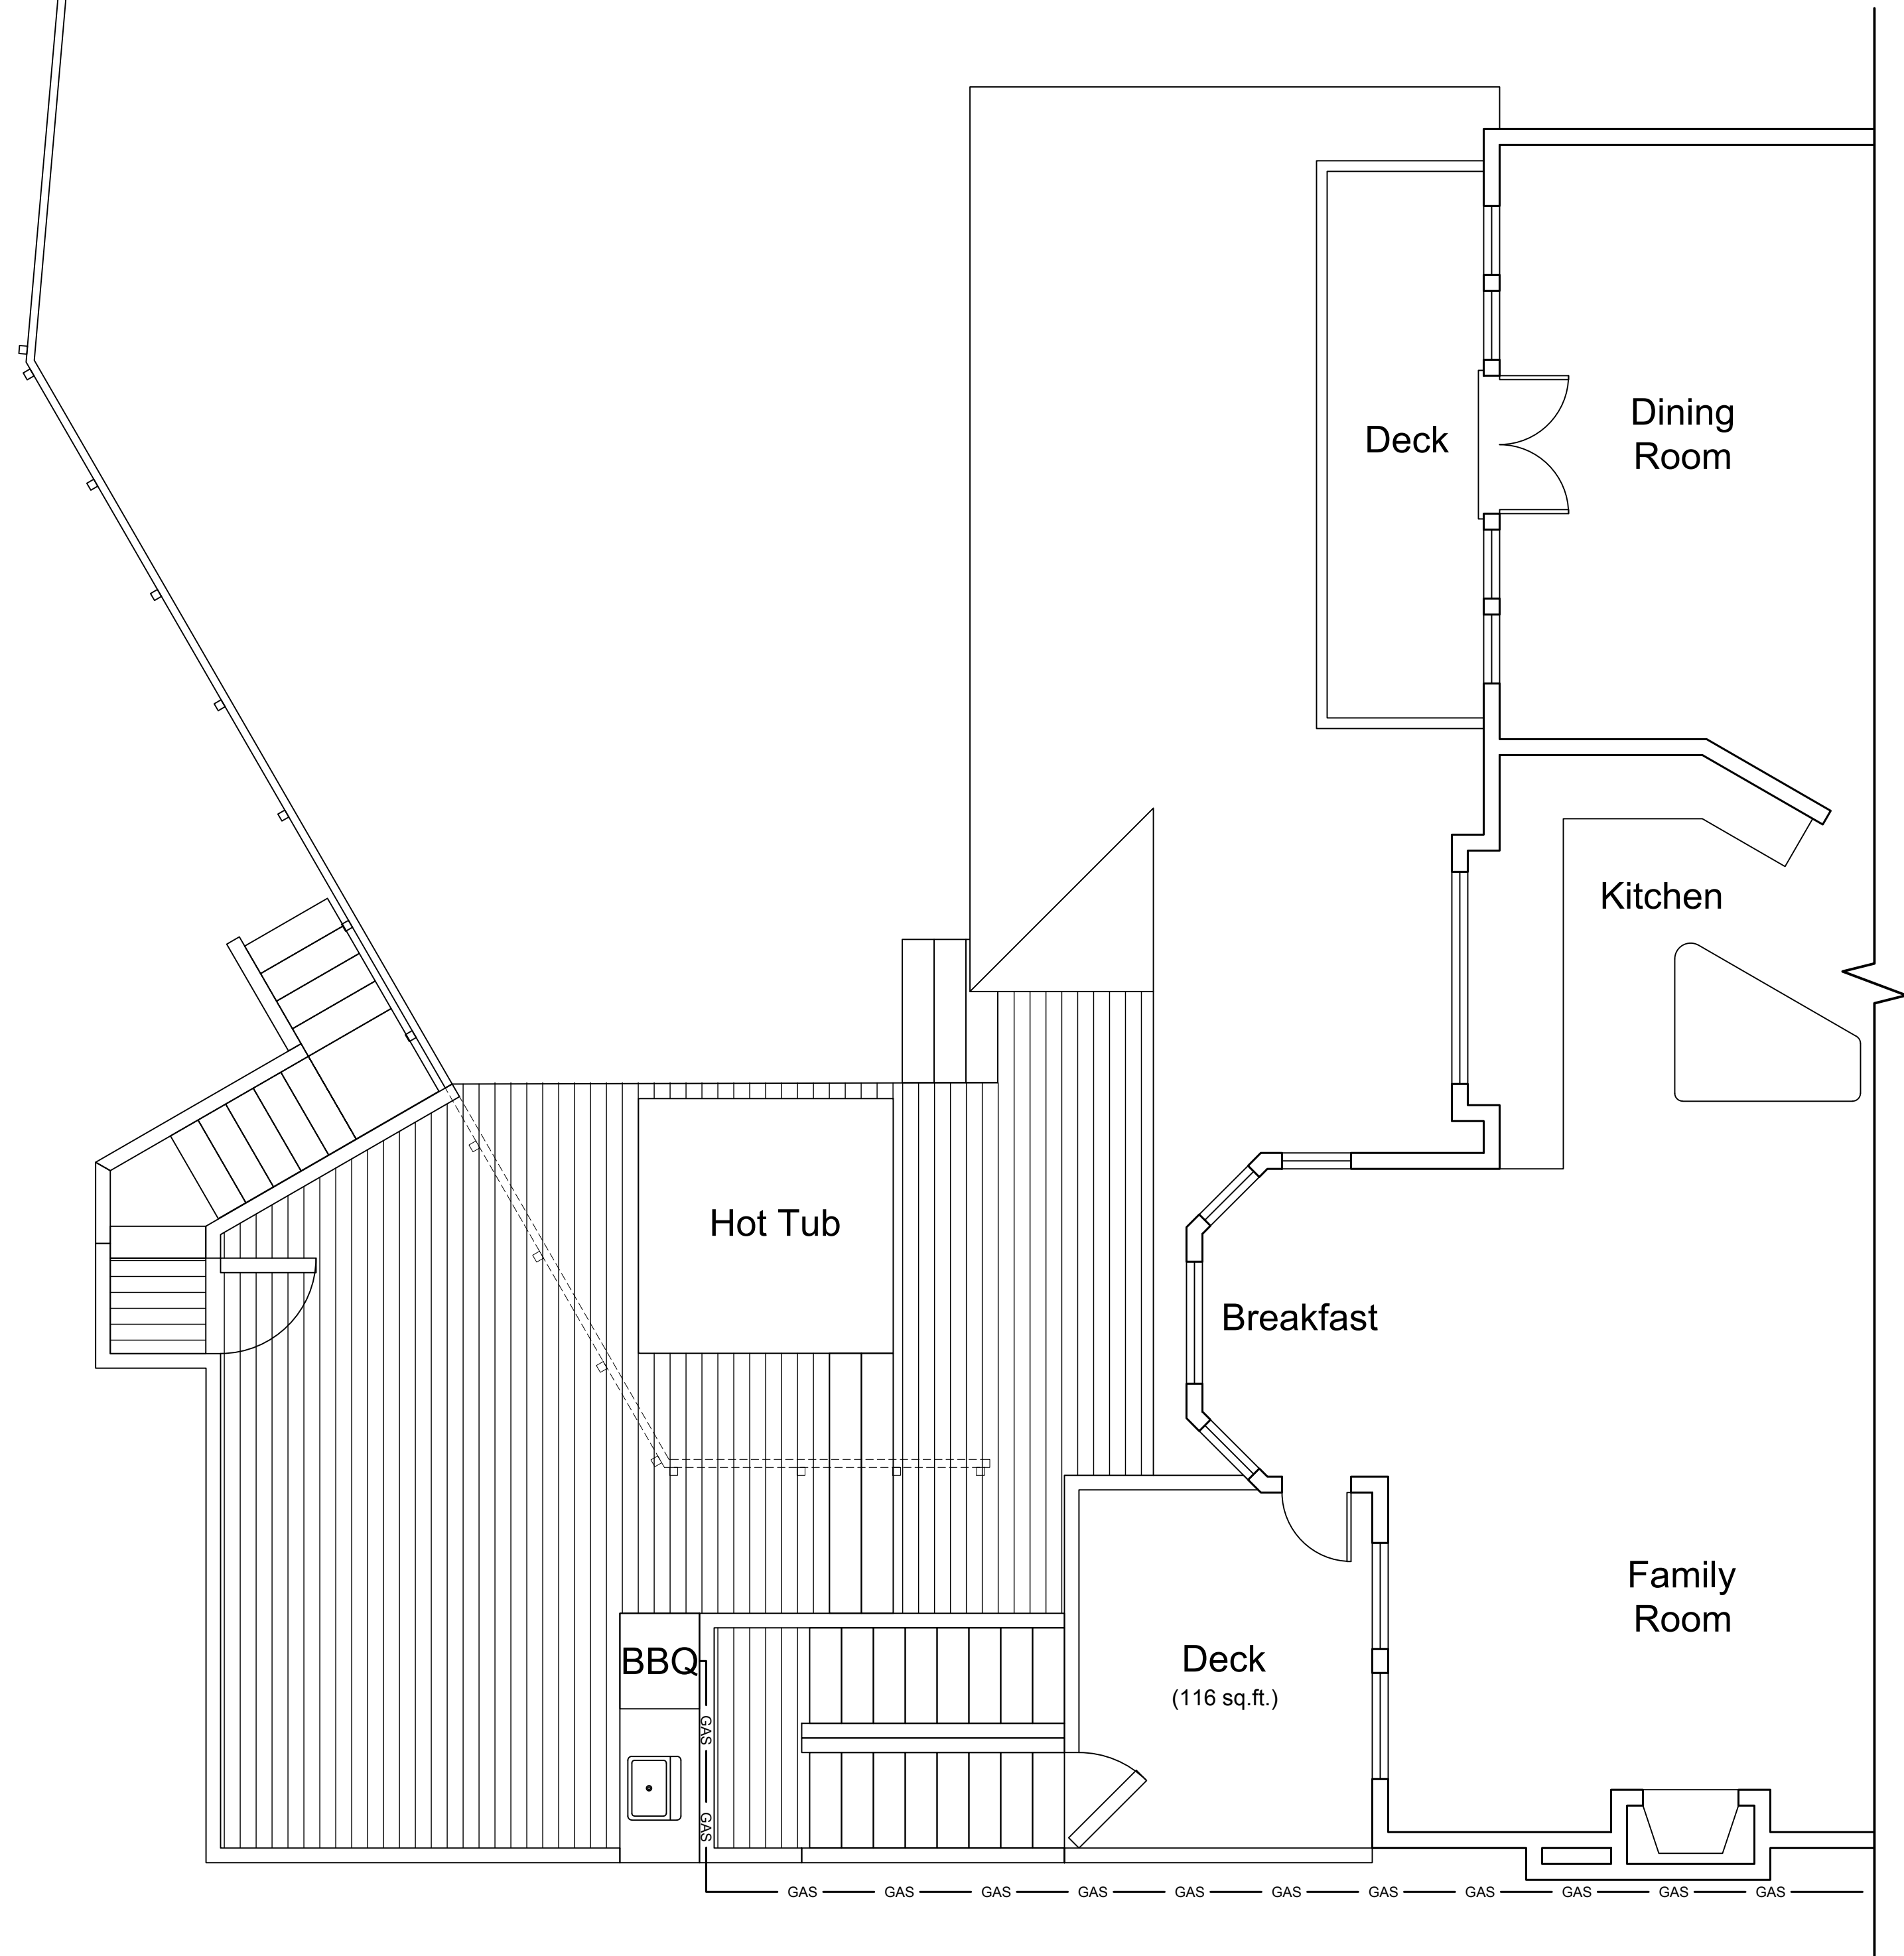 Dining
Room
Deck
Kitchen
Hot Tub
Breakfast
Family
Room
BBQ
Deck
(116 sq.ft.)
GAS
GAS
GAS GAS GAS GAS GAS GAS GAS GAS GAS GAS GAS